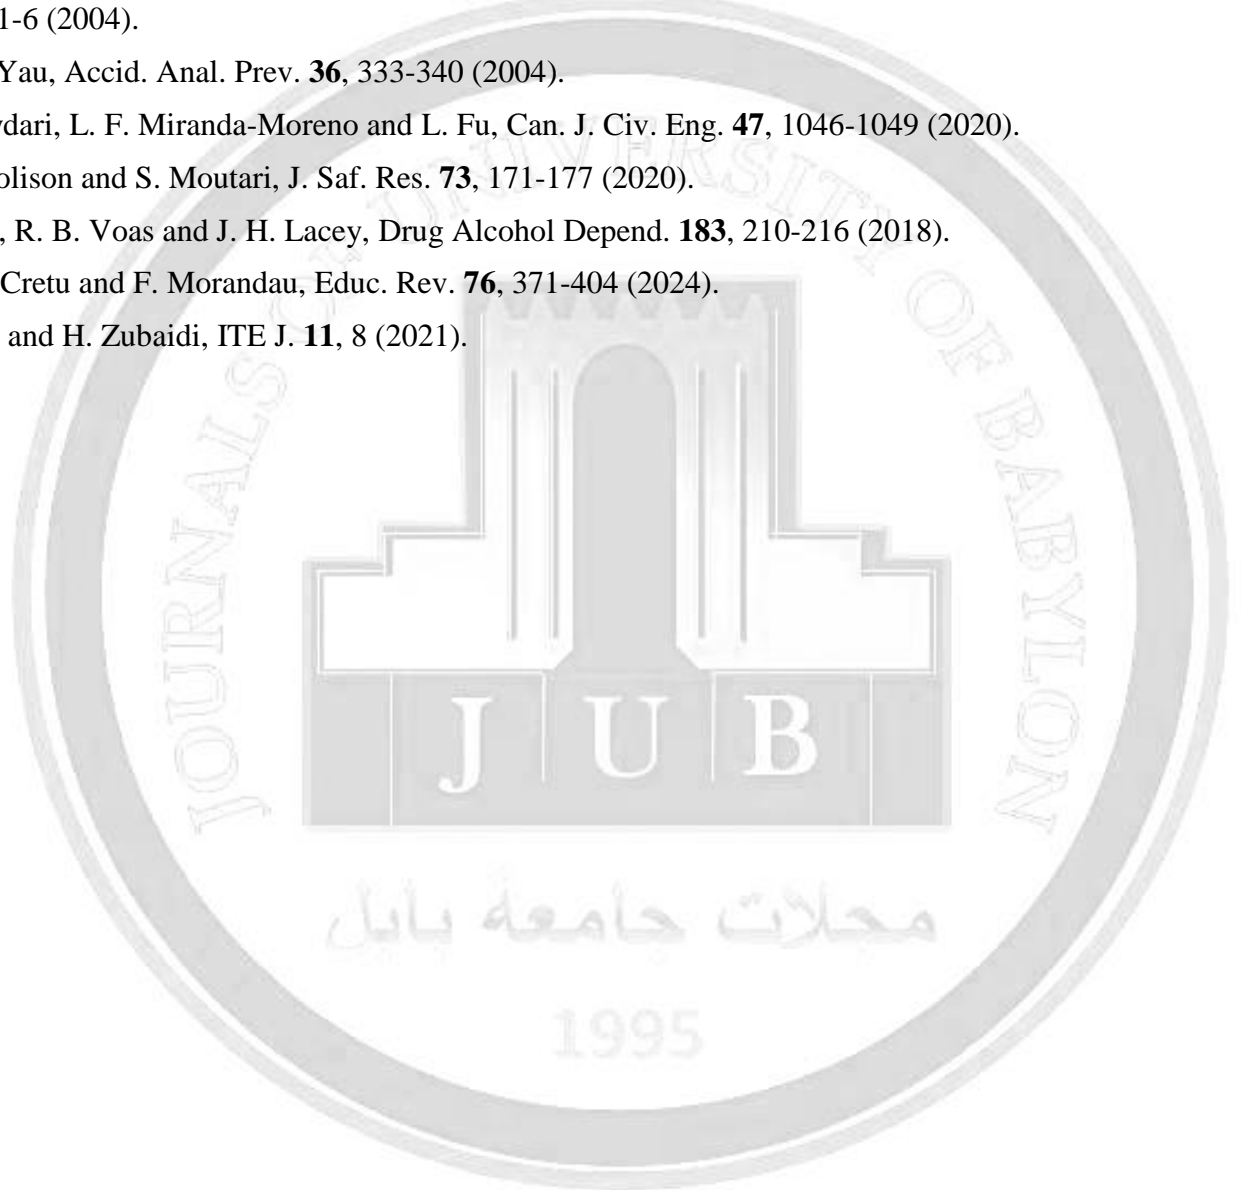 1-6 (2004).
Yau, Accid. Anal. Prev. 36, 333-340 (2004).
dari, L. F. Miranda-Moreno and L. Fu, Can. J. Civ. Eng. 47, 1046-1049 (2020).
olison and S. Moutari, J. Saf. Res. 73, 171-177 (2020).
, R. B. Voas and J. H. Lacey, Drug Alcohol Depend. 183, 210-216 (2018).
Cretu and F. Morandau, Educ. Rev. 76, 371-404 (2024).
and H. Zubaidi, ITE J. 11, 8 (2021).
JOURNALS OF UNIVERSITY OF BABYLON
J U B
مجلات جامعة بابل
1995